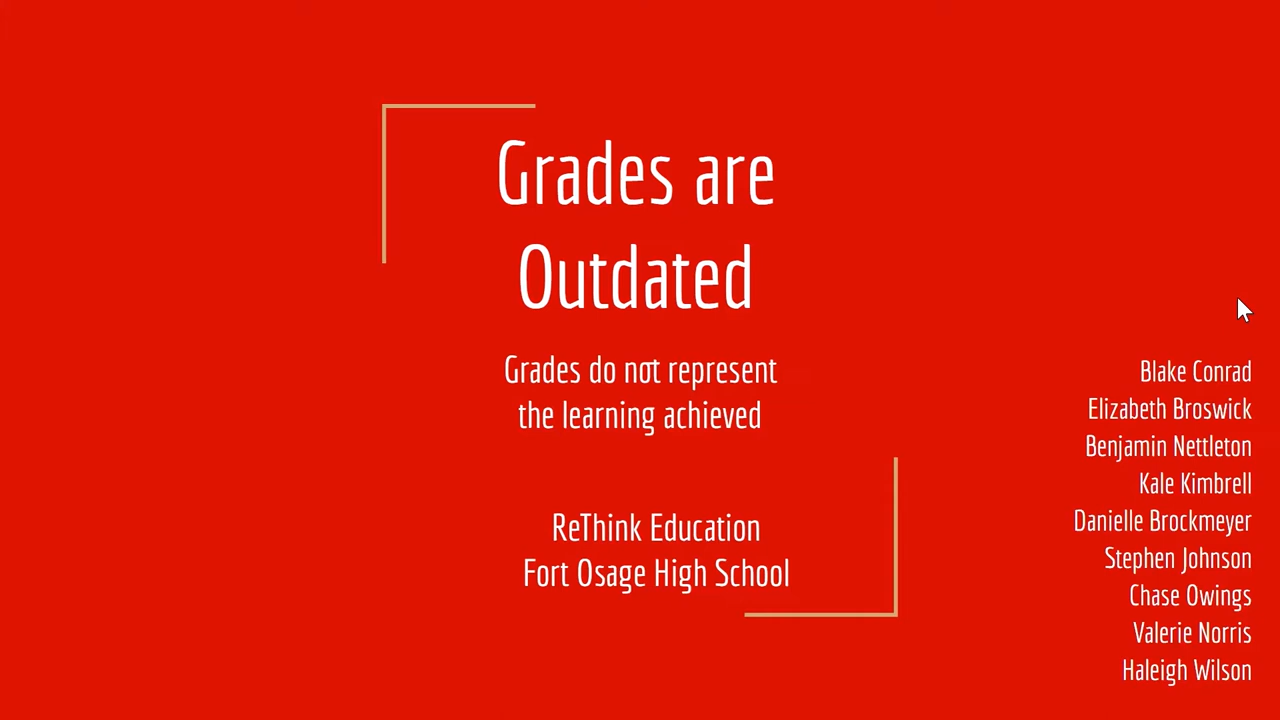 Grades are
Outdated
Grades do not represent
the learning achieved
ReThink Education
Fort Osage High School
Blake Conrad
Elizabeth Broswick
Benjamin Nettleton
Kale Kimbrell
Danielle Brockmeyer
Stephen Johnson
Chase Owings
Valerie Norris
Haleigh Wilson